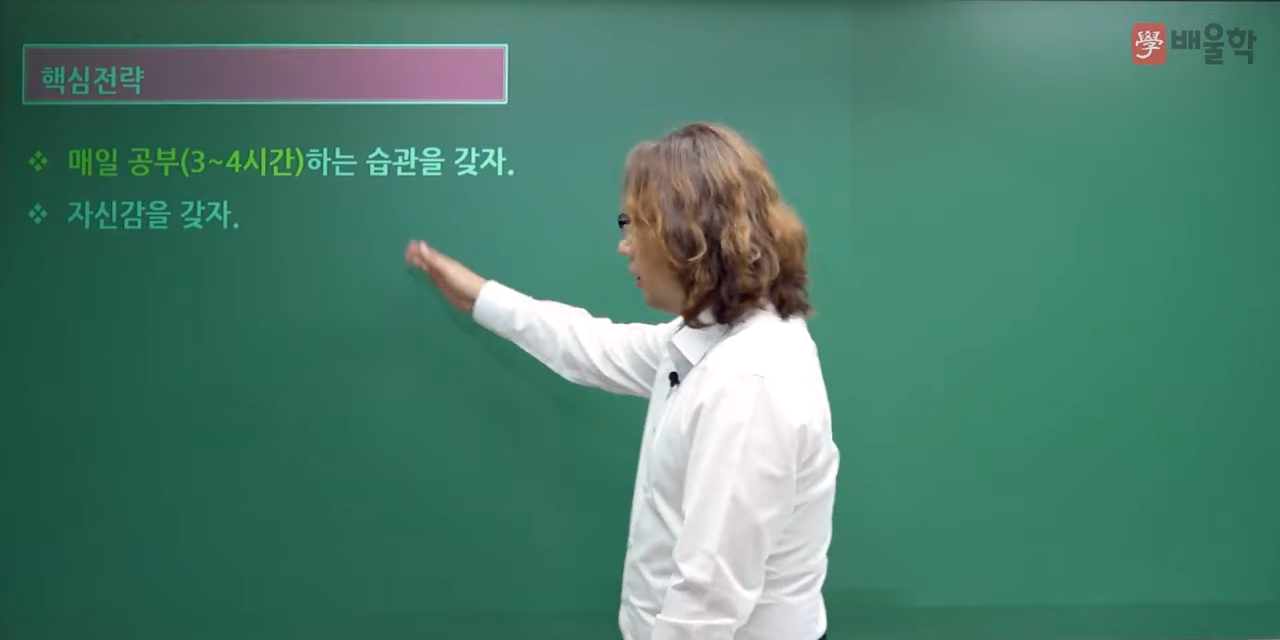 핵심전략
學 배울학
❖ 매일 공부(3~4시간)하는 습관을 갖자.
❖ 자신감을 갖자.